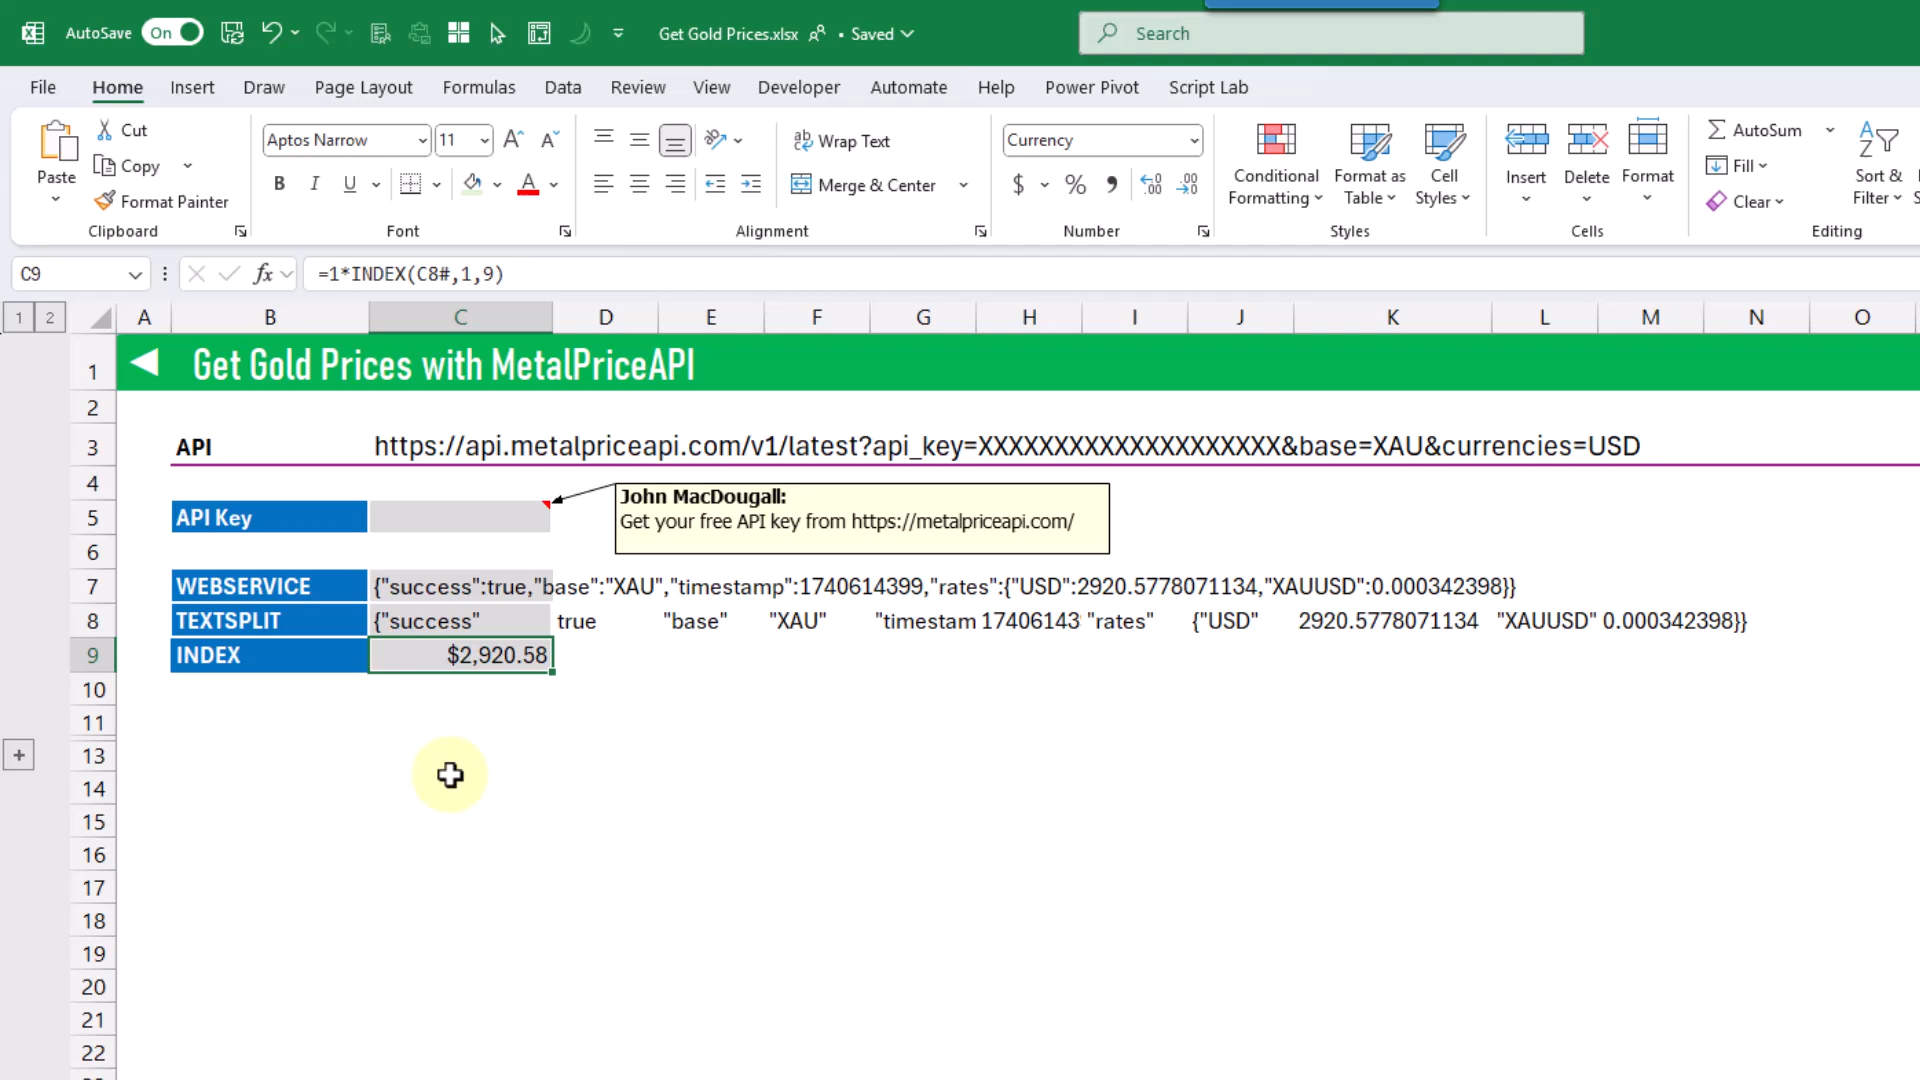 AutoSave On Get Gold Prices.xlsx • Saved Search
File Home Insert Draw Page Layout Formulas Data Review View Developer Automate Help Power Pivot Script Lab
Paste
Cut
Copy
Format Painter
Clipboard
Aptos Narrow 11
B I U
Font
Wrap Text
Merge & Center
Alignment
Currency
$ % 9
Number
Conditional Formatting
Format as Table
Cell Styles
Styles
Insert Delete Format
Cells
AutoSum
Fill
Clear
Sort & Filter
Editing
C9 fx =1*INDEX(C8#,1,9)
1 2 A B C D E F G H I J K L M N O
1 Get Gold Prices with MetalPriceAPI
2
3 API https://api.metalpriceapi.com/v1/latest?api_key=XXXXXXXXXXXXXXXXXXXX&base=XAU&currencies=USD
4
John MacDougall:
5 API Key Get your free API key from https://metalpriceapi.com/
6
7 WEBSERVICE {"success":true,"base":"XAU","timestamp":1740614399,"rates":{"USD":2920.5778071134,"XAUUSD":0.000342398}}
8 TEXTSPLIT {"success" true "base" "XAU" "timestam 17406143 "rates" {"USD" 2920.5778071134 "XAUUSD" 0.000342398}}
9 INDEX $2,920.58
10
11
13
14
15
16
17
18
19
20
21
22